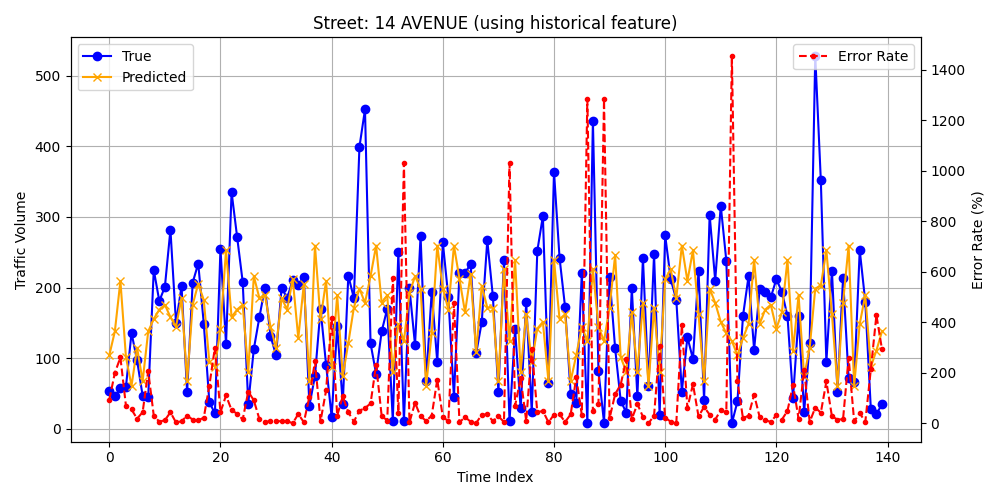 Street: 14 AVENUE (using historical feature)
True
Predicted
Error Rate
Traffic Volume
500
400
300
200
100
0
1400
1200
1000
800
600
400
200
0
Error Rate (%)
0 20 40 60 80 100 120 140
Time Index